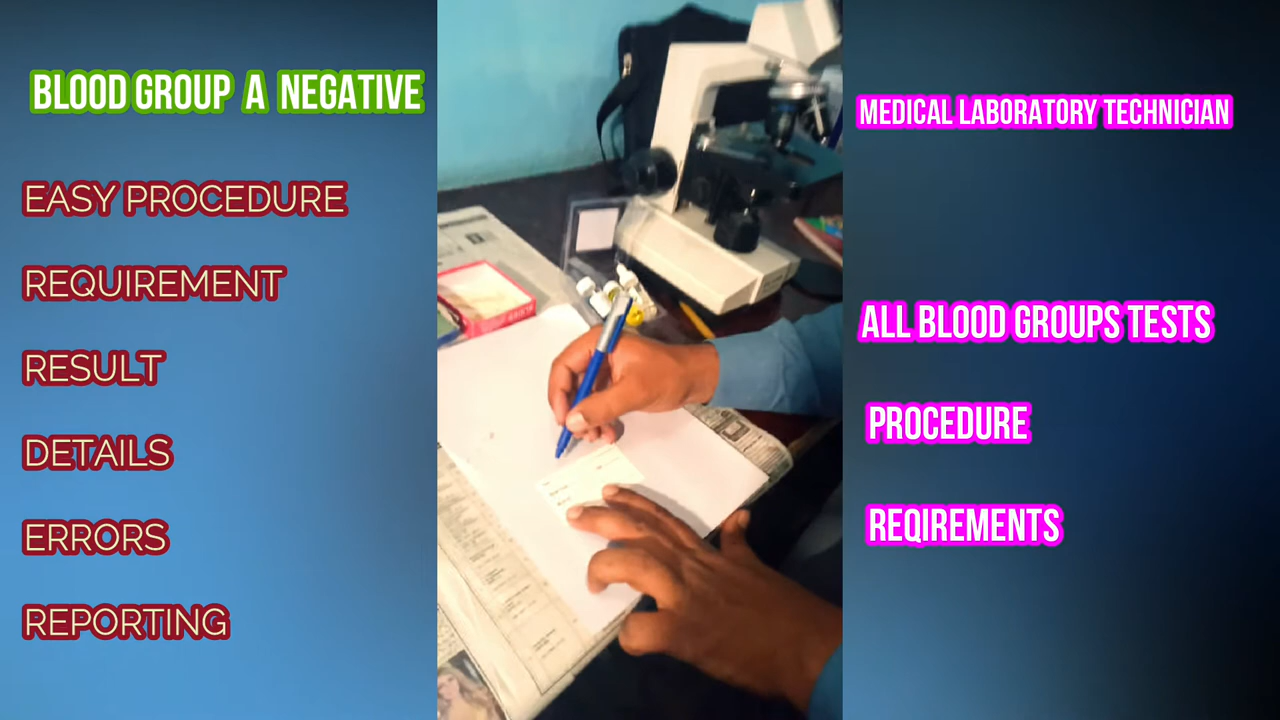 BLOOD GROUP A NEGATIVE
EASY PROCEDURE
REQUIREMENT
RESULT
DETAILS
ERRORS
REPORTING
MEDICAL LABORATORY TECHNICIAN
ALL BLOOD GROUPS TESTS
PROCEDURE
REQIREMENTS